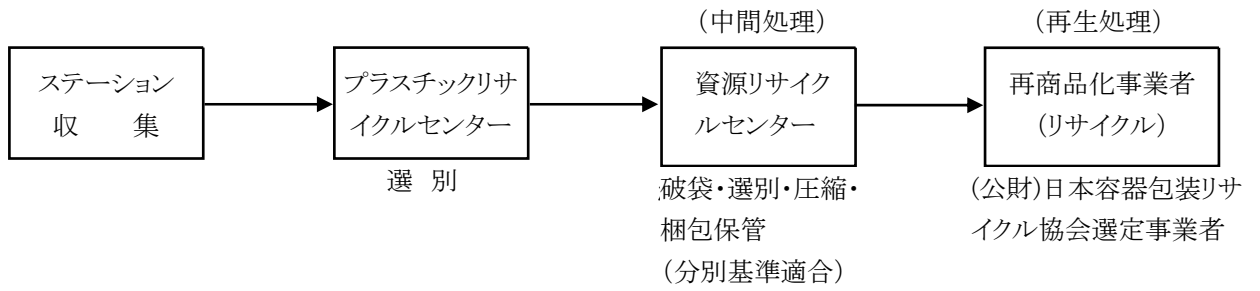 (中間処理)
(再生処理)
ステーション
収　　集
プラスチックリサ
イクルセンター
資源リサイク
ルセンター
再商品化事業者
(リサイクル)
選　別
破袋・選別・圧縮・
梱包保管
(分別基準適合)
(公財)日本容器包装リサ
イクル協会選定事業者